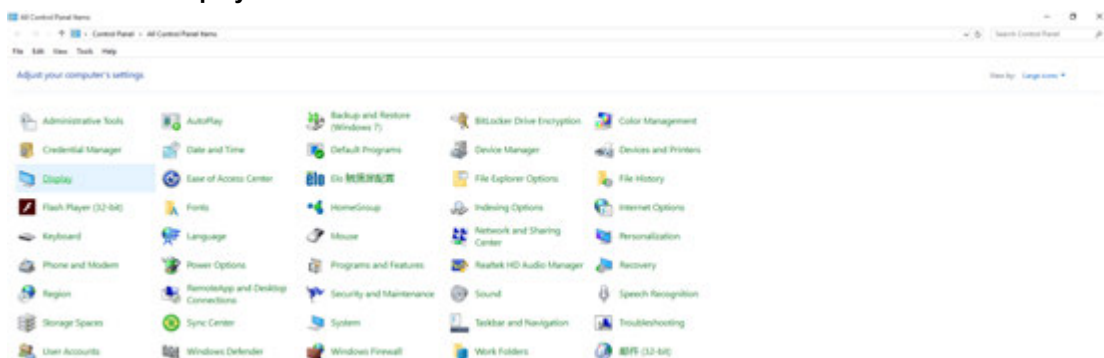 All Control Panel Items
Control Panel › All Control Panel Items
Search Control Panel
File Edit View Tools Help
Adjust your computer's settings
View by: Large icons
Administrative Tools
AutoPlay
Backup and Restore
(Windows 7)
BitLocker Drive Encryption
Color Management
Credential Manager
Date and Time
Default Programs
Device Manager
Devices and Printers
Display
Ease of Access Center
elo
Elo
File Explorer Options
File History
Flash Player (32-bit)
Fonts
HomeGroup
Indexing Options
Internet Options
Keyboard
Language
Mouse
Network and Sharing
Center
Personalization
Phone and Modem
Power Options
Programs and Features
Realtek HD Audio Manager
Recovery
Region
RemoteApp and Desktop
Connections
Security and Maintenance
Sound
Speech Recognition
Storage Spaces
Sync Center
System
Taskbar and Navigation
Troubleshooting
User Accounts
Windows Defender
Windows Firewall
Work Folders
邮件 (32-bit)